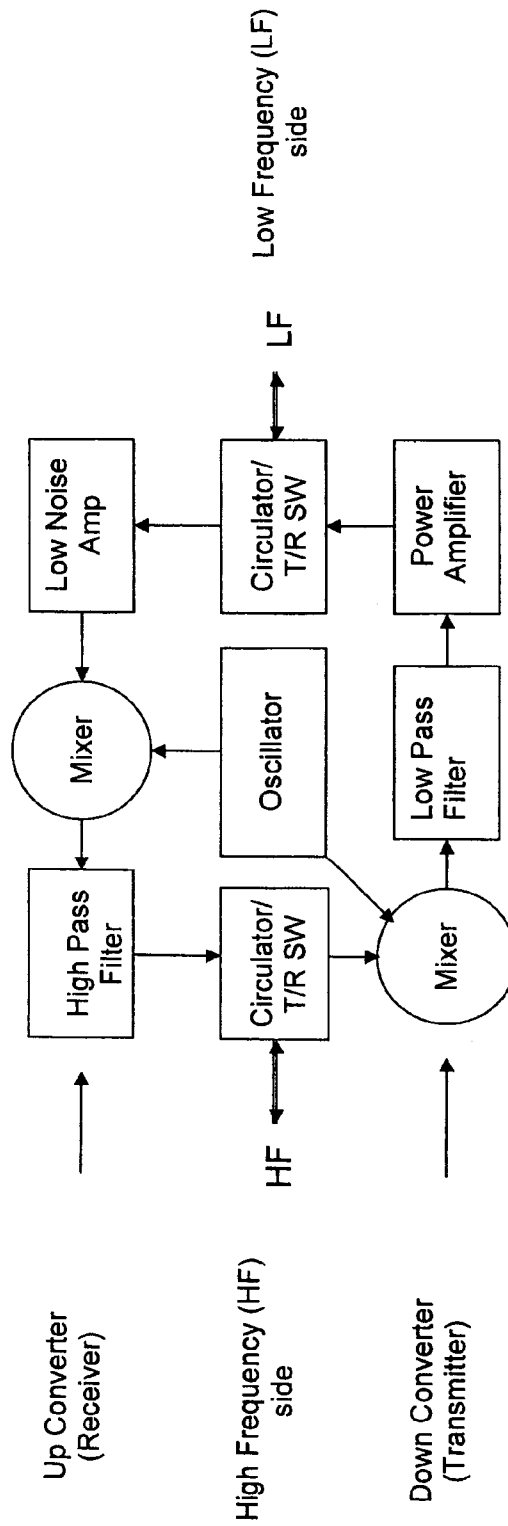 Up Converter
(Receiver)
High Pass
Filter
Mixer
Low Noise
Amp
High Frequency (HF)
side
HF
Circulator/
T/R SW
Oscillator
Circulator/
T/R SW
LF
Low Frequency (LF)
side
Down Converter
(Transmitter)
Mixer
Low Pass
Filter
Power
Amplifier